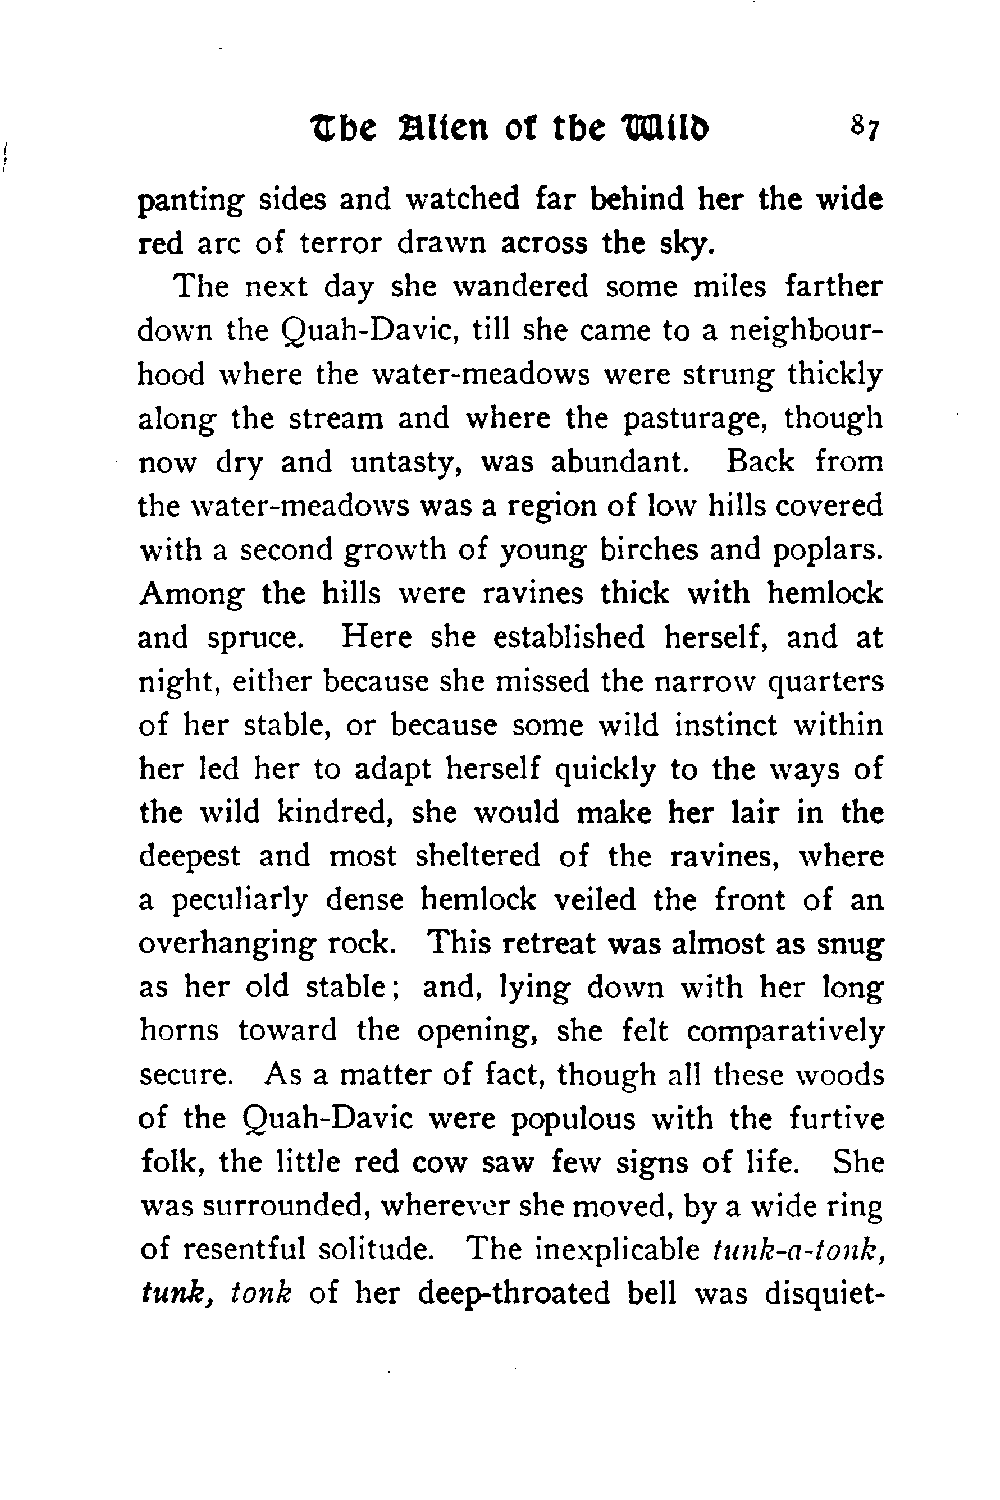 The Alien of the Wild 87
panting sides and watched far behind her the wide
red arc of terror drawn across the sky.
The next day she wandered some miles farther
down the Quah-Davic, till she came to a neighbour-
hood where the water-meadows were strung thickly
along the stream and where the pasturage, though
now dry and untasty, was abundant. Back from
the water-meadows was a region of low hills covered
with a second growth of young birches and poplars.
Among the hills were ravines thick with hemlock
and spruce. Here she established herself, and at
night, either because she missed the narrow quarters
of her stable, or because some wild instinct within
her led her to adapt herself quickly to the ways of
the wild kindred, she would make her lair in the
deepest and most sheltered of the ravines, where
a peculiarly dense hemlock veiled the front of an
overhanging rock. This retreat was almost as snug
as her old stable; and, lying down with her long
horns toward the opening, she felt comparatively
secure. As a matter of fact, though all these woods
of the Quah-Davic were populous with the furtive
folk, the little red cow saw few signs of life. She
was surrounded, wherever she moved, by a wide ring
of resentful solitude. The inexplicable tunk-a-tonk,
tunk, tonk of her deep-throated bell was disquiet-